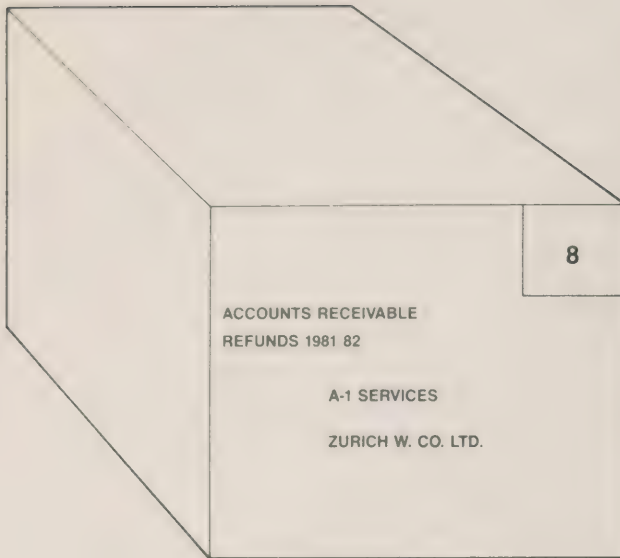 8
ACCOUNTS RECEIVABLE
REFUNDS 1981 82
A-1 SERVICES
ZURICH W. CO. LTD.